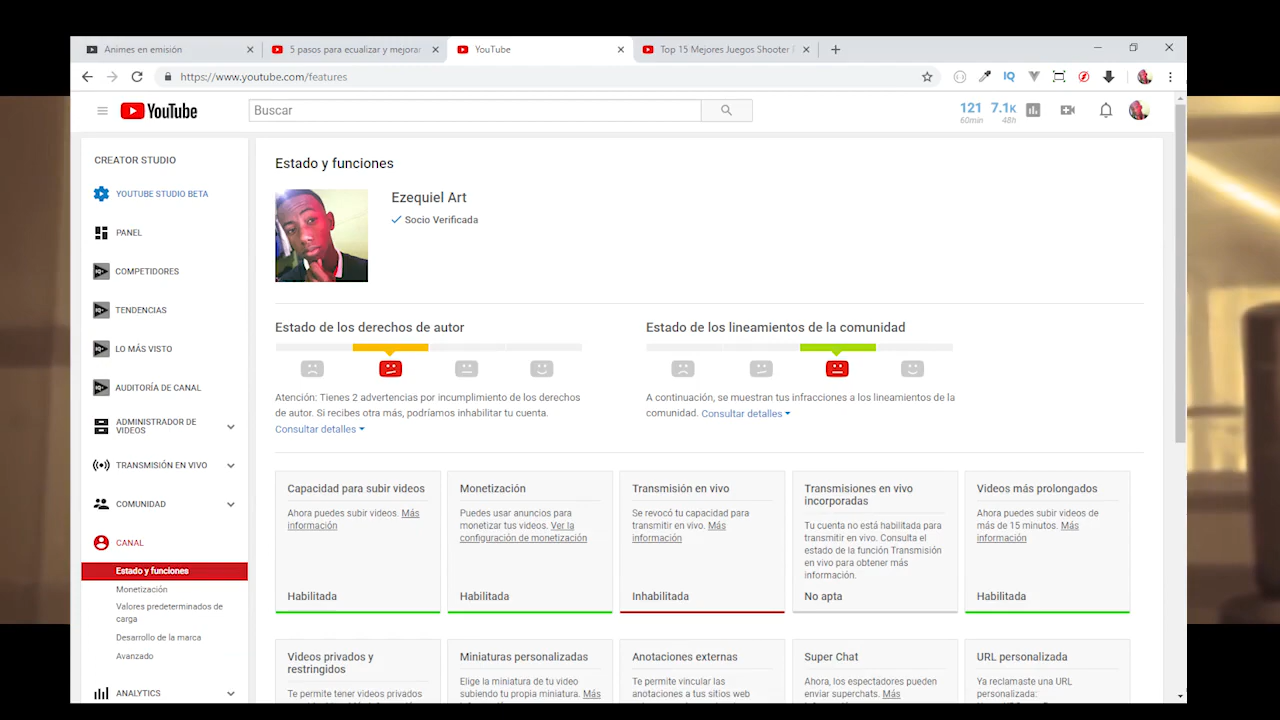 Animes en emisión
5 pasos para ecualizar y mejorar
YouTube
Top 15 Mejores Juegos Shooter
https://www.youtube.com/features
IQ
YouTube
Buscar
121 7.1K
60min 48h
CREATOR STUDIO
YOUTUBE STUDIO BETA
PANEL
COMPETIDORES
TENDENCIAS
LO MÁS VISTO
AUDITORÍA DE CANAL
ADMINISTRADOR DE
VIDEOS
TRANSMISIÓN EN VIVO
COMUNIDAD
CANAL
Estado y funciones
Monetización
Valores predeterminados de
carga
Desarrollo de la marca
Avanzado
ANALYTICS
Estado y funciones
Ezequiel Art
Socio Verificada
Estado de los derechos de autor
Atención: Tienes 2 advertencias por incumplimiento de los derechos
de autor. Si recibes otra más, podríamos inhabilitar tu cuenta.
Consultar detalles
Estado de los lineamientos de la comunidad
A continuación, se muestran tus infracciones a los lineamientos de la
comunidad. Consultar detalles
Capacidad para subir videos
Ahora puedes subir videos. Más
información
Habilitada
Monetización
Puedes usar anuncios para
monetizar tus videos. Ver la
configuración de monetización
Habilitada
Transmisión en vivo
Se revocó tu capacidad para
transmitir en vivo. Más
información
Inhabilitada
Transmisiones en vivo
incorporadas
Tu cuenta no está habilitada para
transmitir en vivo. Consulta el
estado de la función Transmisión
en vivo para obtener más
información.
No apta
Videos más prolongados
Ahora puedes subir videos de
más de 15 minutos. Más
información
Habilitada
Videos privados y
restringidos
Te permite tener videos privados
Miniaturas personalizadas
Elige la miniatura de tu video
subiendo tu propia miniatura. Más
Anotaciones externas
Te permite vincular las
anotaciones a tus sitios web
Super Chat
Ahora, los espectadores pueden
enviar superchats. Más
URL personalizada
Ya reclamaste una URL
personalizada: